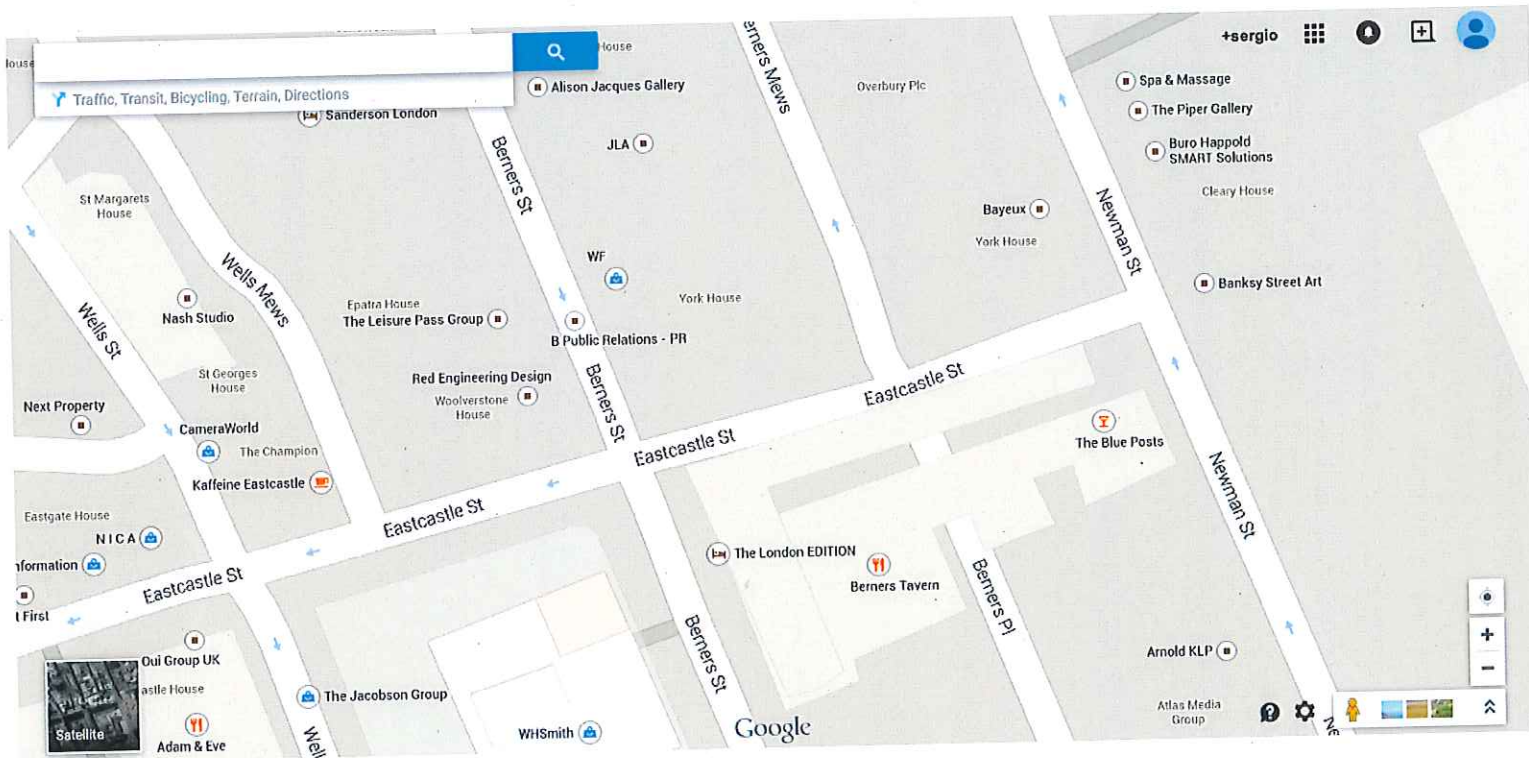 House
+sergio
Traffic, Transit, Bicycling, Terrain, Directions
House
Alison Jacques Gallery
Sanderson London
JLA
Berners St
Overbury Plc
Spa & Massage
The Piper Gallery
Buro Happold
SMART Solutions
Cleary House
St Margarets
House
Bayeux
York House
Newman St
Wells Mews
WF
Banksy Street Art
Nash Studio
Epatra House
The Leisure Pass Group
York House
Wells St
B Public Relations - PR
St Georges
House
Red Engineering Design
Woolverstone
House
Berners St
Eastcastle St
Next Property
CameraWorld
The Champion
Eastcastle St
The Blue Posts
Kaffeine Eastcastle
Eastcastle St
Newman St
Eastgate House
NICA
The London EDITION
Berners Tavern
Eastcastle St
Berners Pl
Oui Group UK
Berners St
Arnold KLP
The Jacobson Group
Atlas Media
Group
Satellite
Adam & Eve
WHSmith
Google